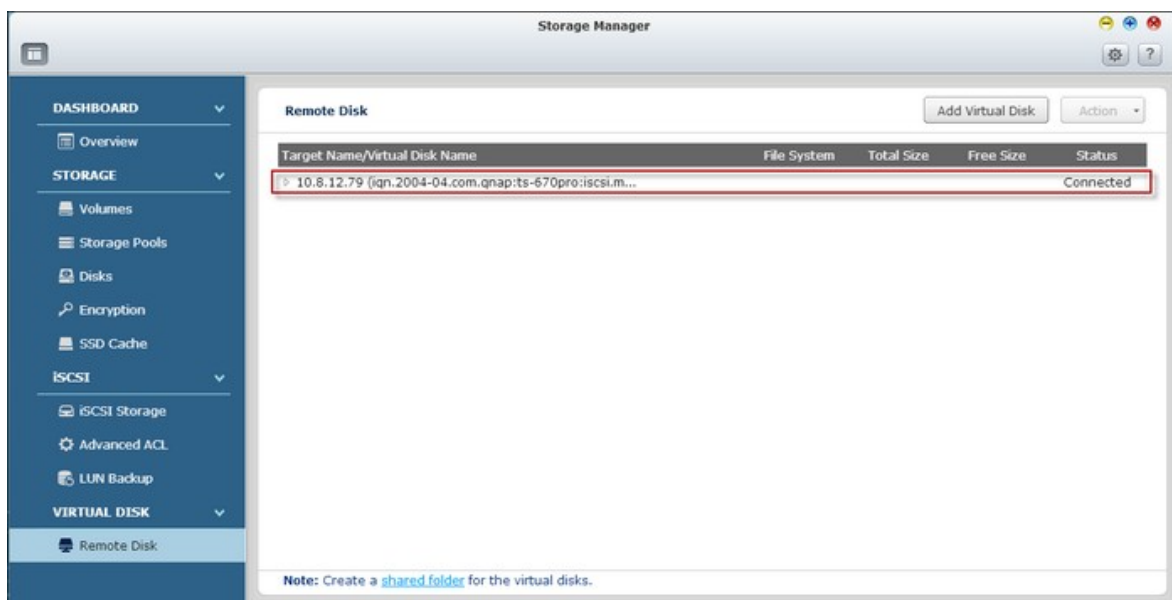 Storage Manager
?
DASHBOARD
Overview
STORAGE
Volumes
Storage Pools
Disks
Encryption
SSD Cache
iSCSI
iSCSI Storage
Advanced ACL
LUN Backup
VIRTUAL DISK
Remote Disk
Remote Disk Add Virtual Disk Action
Target Name/Virtual Disk Name File System Total Size Free Size Status
10.8.12.79 (iqn.2004-04.com.qnap:ts-670pro:iscsi.m... Connected
Note: Create a shared folder for the virtual disks.